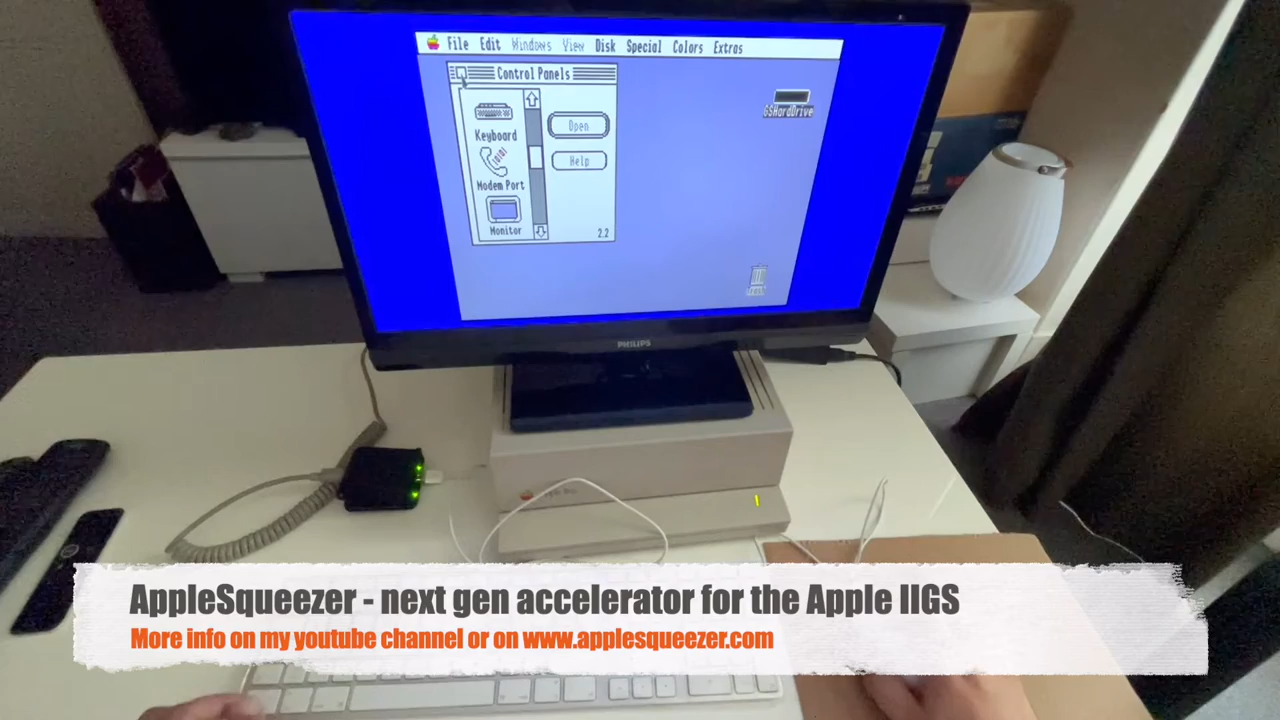 File Edit Windows View Disk Special Colors Extras
Control Panels
Keyboard
Modem Port
Monitor
Open
Help
2.2
GSHardDrive
Trash
PHILIPS
AppleSqueezer - next gen accelerator for the Apple IIGS
More info on my youtube channel or on www.applesqueezer.com